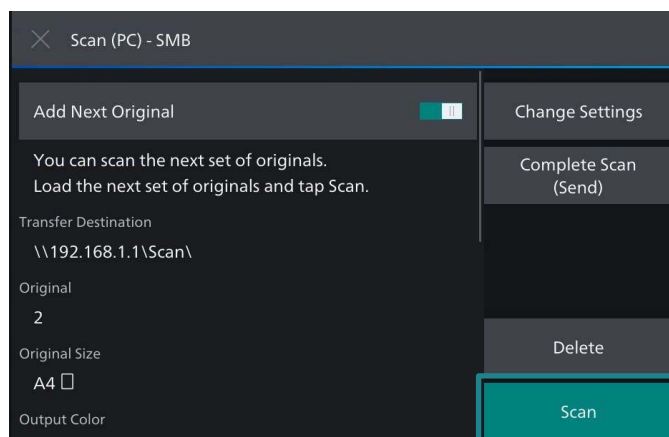 Scan (PC) - SMB
Add Next Original
You can scan the next set of originals.
Load the next set of originals and tap Scan.
Transfer Destination
\\192.168.1.1\Scan\
Original
2
Original Size
A4
Output Color
Change Settings
Complete Scan
(Send)
Delete
Scan